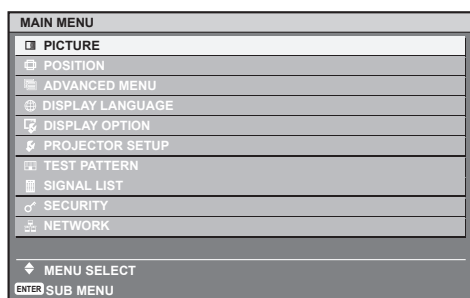 MAIN MENU
PICTURE
POSITION
ADVANCED MENU
DISPLAY LANGUAGE
DISPLAY OPTION
PROJECTOR SETUP
TEST PATTERN
SIGNAL LIST
SECURITY
NETWORK
MENU SELECT
ENTER SUB MENU